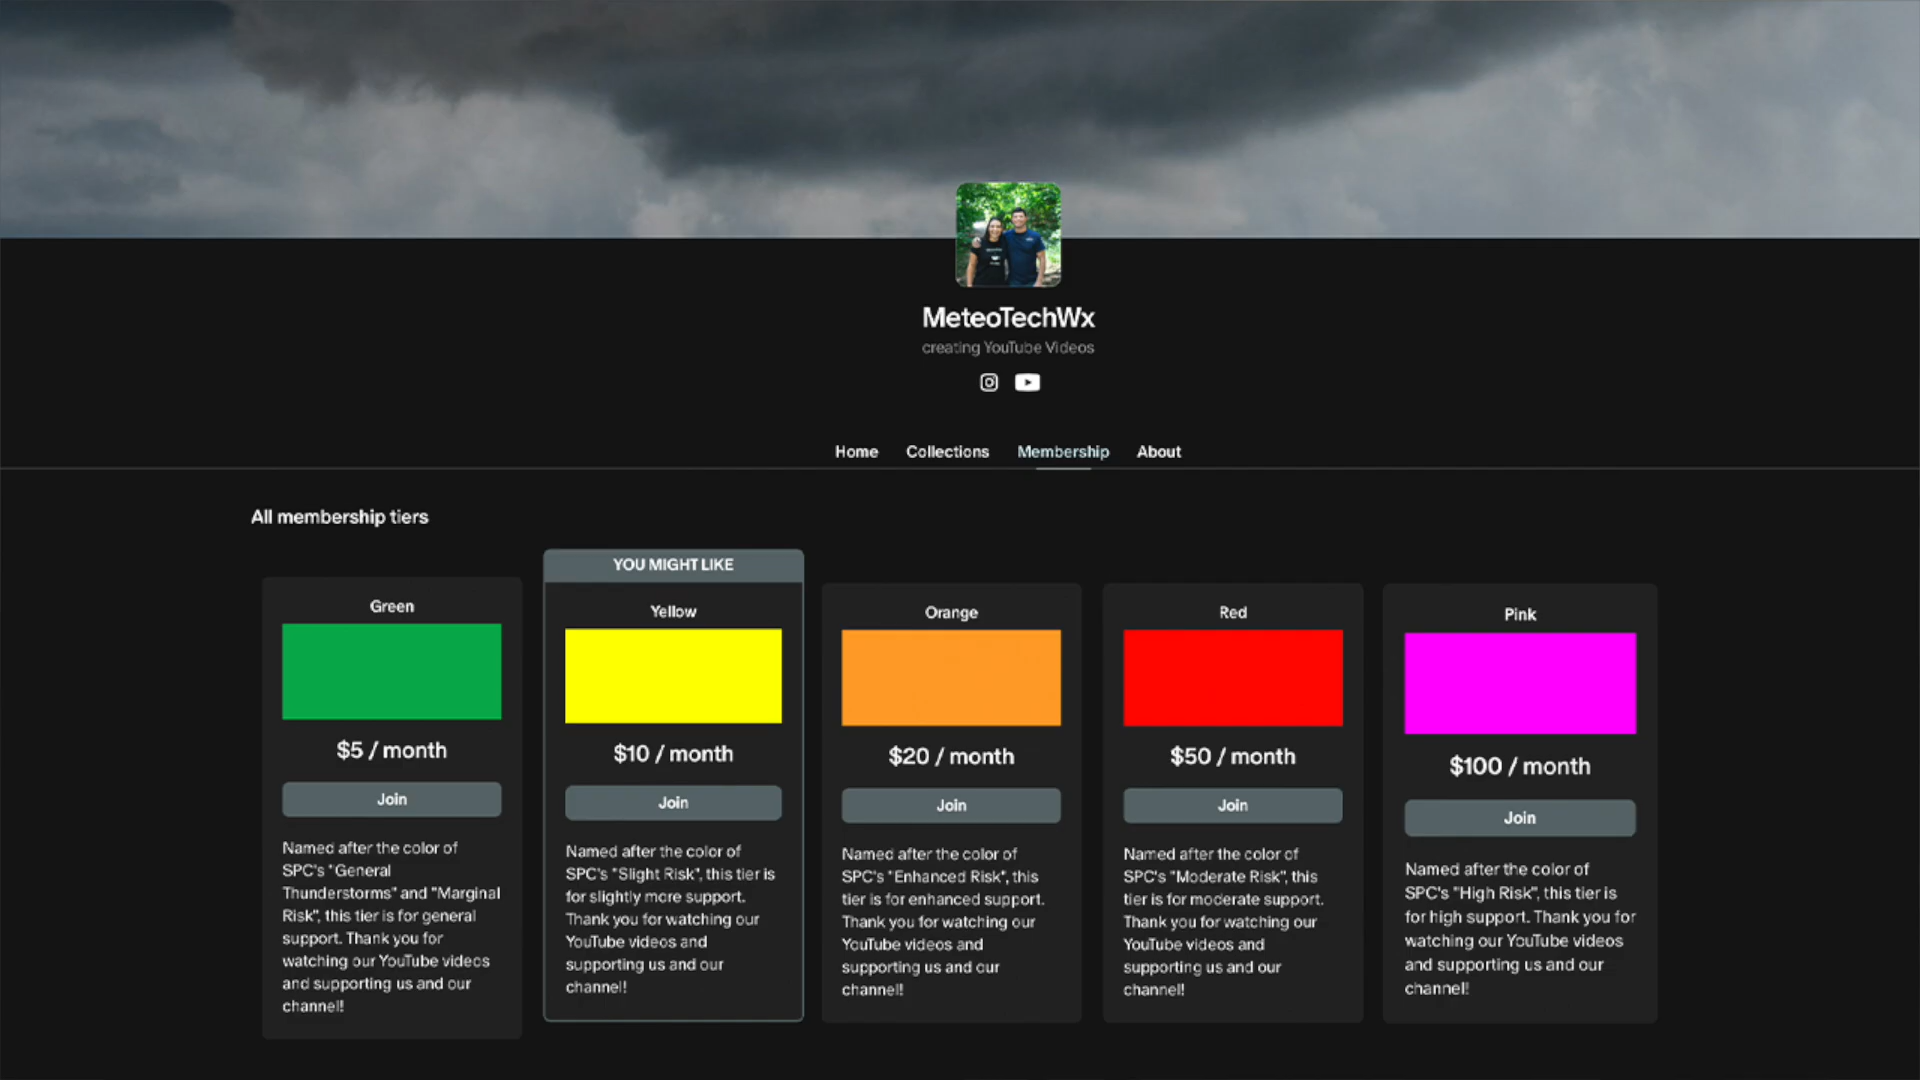 MeteoTechWx
creating YouTube Videos
Home Collections Membership About
All membership tiers
Green
$5 / month
Join
Named after the color of
SPC's "General
Thunderstorms" and "Marginal
Risk", this tier is for general
support. Thank you for
watching our YouTube videos
and supporting us and our
channel!
YOU MIGHT LIKE
Yellow
$10 / month
Join
Named after the color of
SPC's "Slight Risk", this tier is
for slightly more support.
Thank you for watching our
YouTube videos and
supporting us and our
channel!
Orange
$20 / month
Join
Named after the color of
SPC's "Enhanced Risk", this
tier is for enhanced support.
Thank you for watching our
YouTube videos and
supporting us and our
channel!
Red
$50 / month
Join
Named after the color of
SPC's "Moderate Risk", this
tier is for moderate support.
Thank you for watching our
YouTube videos and
supporting us and our
channel!
Pink
$100 / month
Join
Named after the color of
SPC's "High Risk", this tier is
for high support. Thank you for
watching our YouTube videos
and supporting us and our
channel!